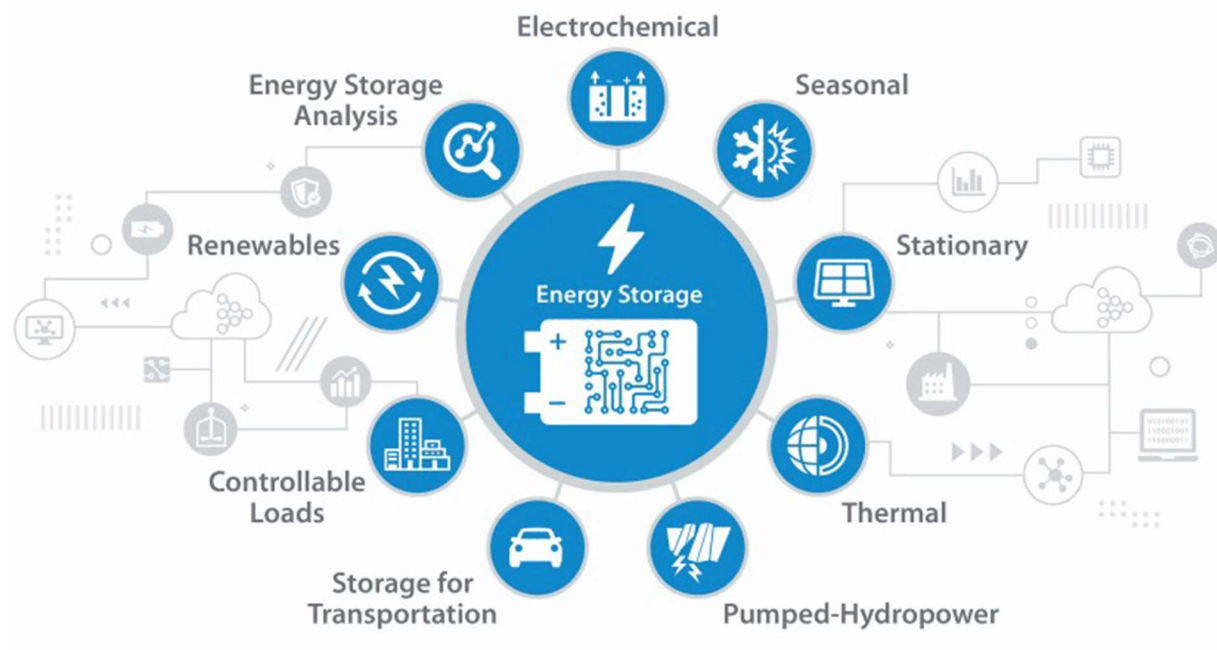 Electrochemical
Energy Storage
Analysis
Seasonal
Renewables
Stationary
Energy Storage
+
−
Controllable
Loads
Thermal
Storage for
Transportation
Pumped-Hydropower